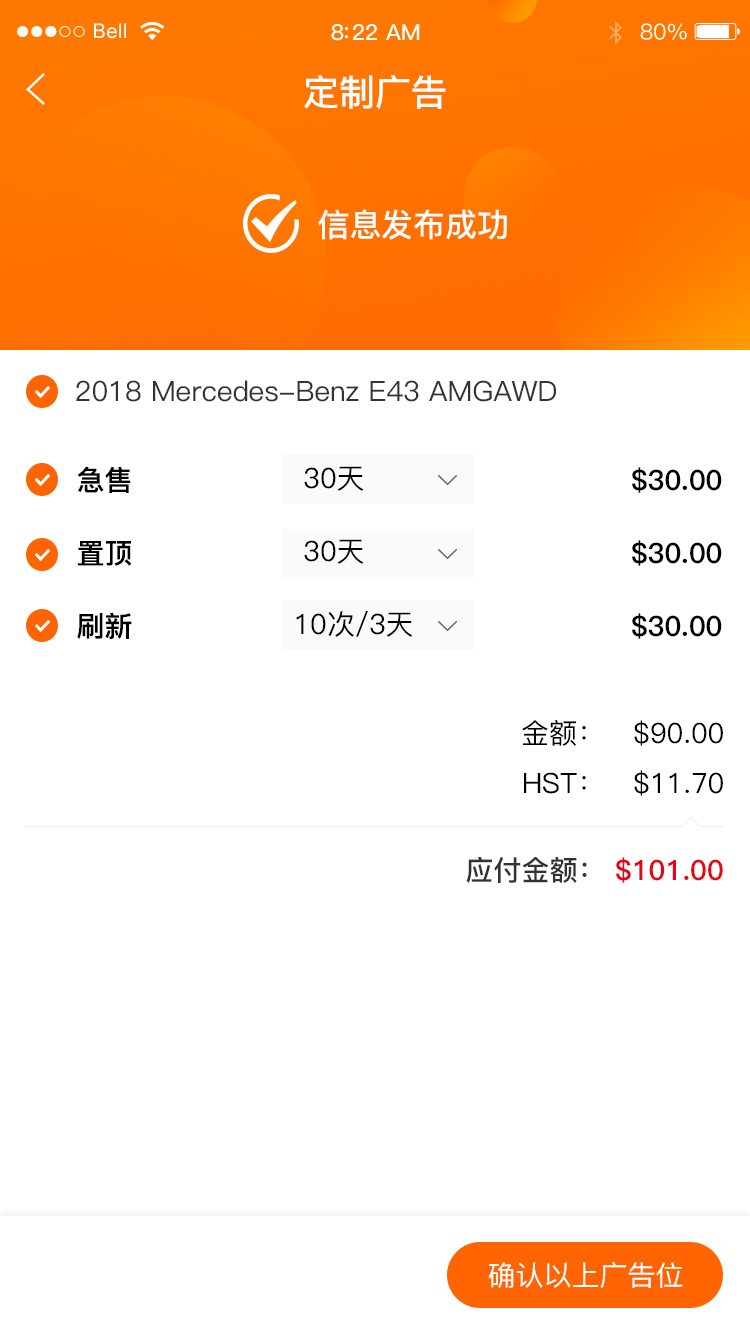 Bell 8:22 AM 80%
定制广告
信息发布成功
2018 Mercedes-Benz E43 AMGAWD
急售 30天 $30.00
置顶 30天 $30.00
刷新 10次/3天 $30.00
金额： $90.00
HST： $11.70
应付金额： $101.00
确认以上广告位